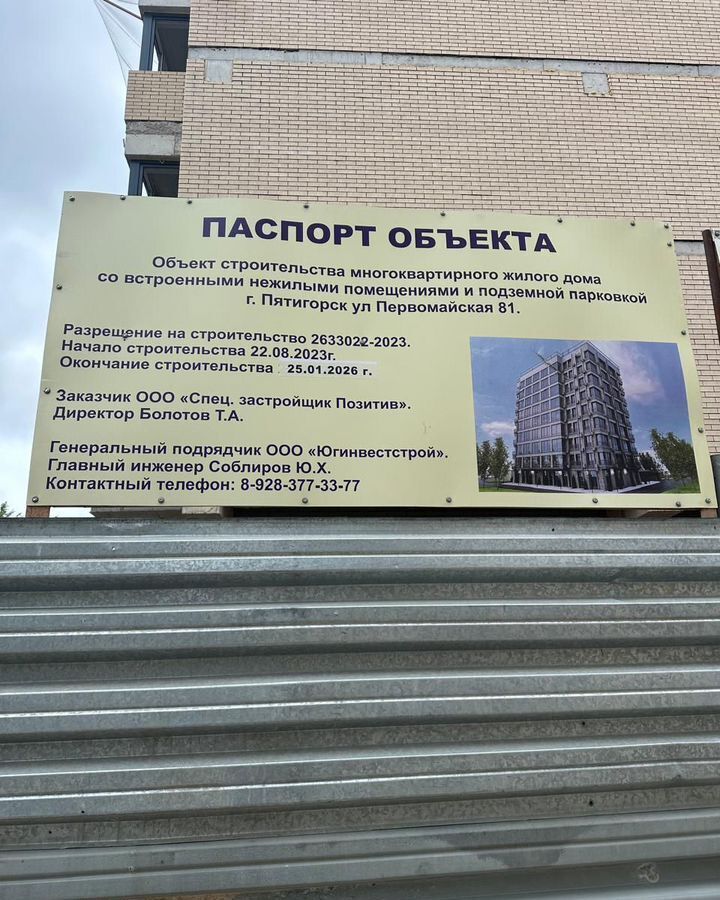 ПАСПОРТ ОБЪЕКТА
Объект строительства многоквартирного жилого дома
со встроенными нежилыми помещениями и подземной парковкой
г. Пятигорск ул Первомайская 81.
Разрещение на строительство 2633022-2023.
Начало строительства 22.08.2023г.
Окончание строительства 25.01.2026 г.
Заказчик ООО «Спец. застройщик Позитив».
Директор Болотов Т.А.
Генеральный подрядчик ООО «Югинвестстрой».
Главный инженер Соблиров Ю.Х.
Контактный телефон: 8-928-377-33-77